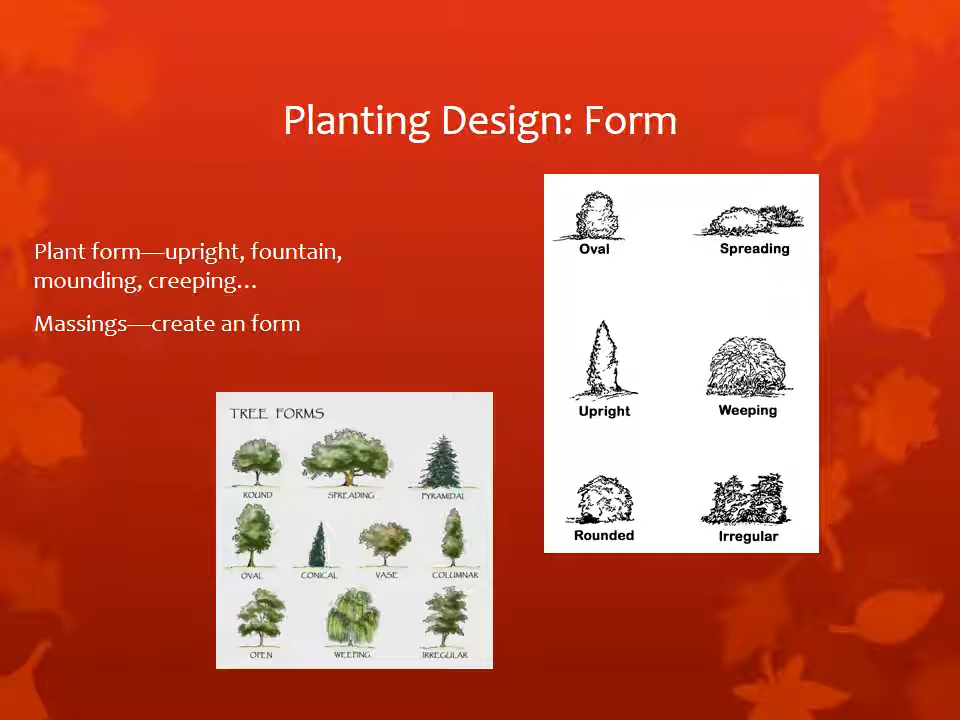 Planting Design: Form
Plant form—upright, fountain,
mounding, creeping…
Massings—create an form
Oval Spreading
Upright Weeping
Rounded Irregular
TREE FORMS
ROUND SPREADING PYRAMIDAL
OVAL CONICAL VASE COLUMNAR
OPEN WEEPING IRREGULAR